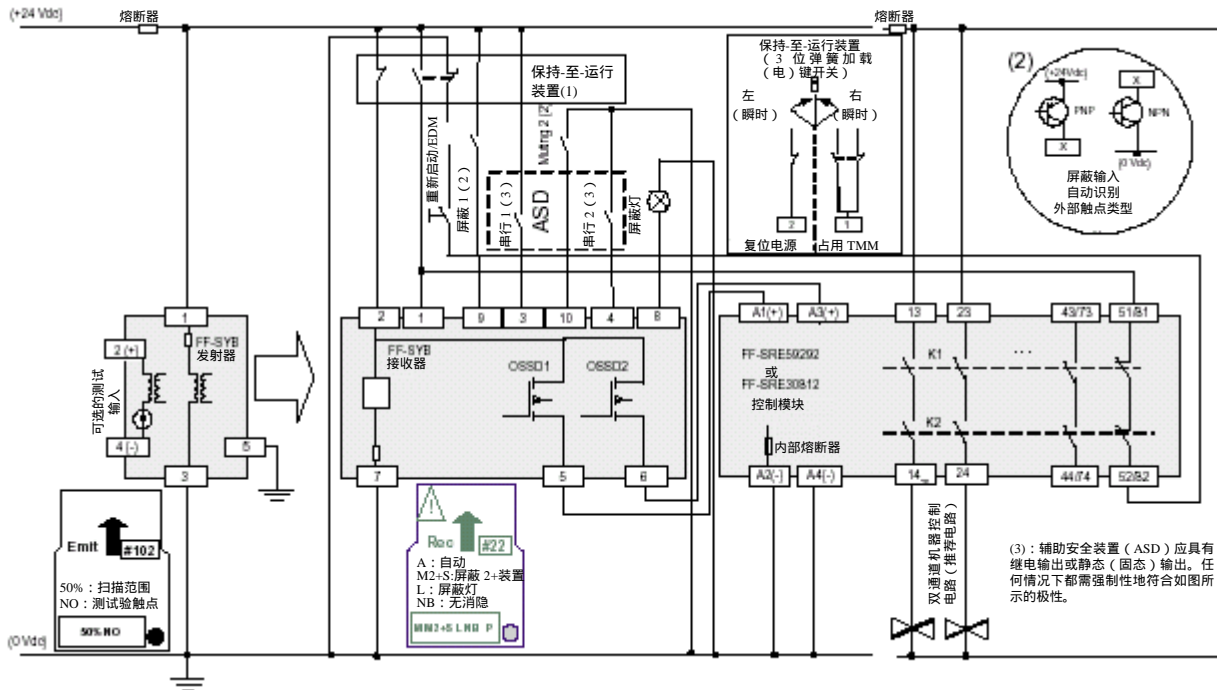 (+24 Vdc)
熔断器
熔断器
保持-至-运行
装置(1)
重新启动/EDM
屏蔽 1（2）
串行 1（3）
ASD
Muting 2 (2)
串行 2（3）
屏蔽灯
保持-至-运行装置
（3 位弹簧加载
（电）键开关）
左
（瞬时）
右
（瞬时）
2
1
复位电源
占用 TMM
(2)
(+24Vdc)
X
PNP
NPN
X
(0 Vdc)
屏蔽输入
自动识别
外部触点类型
1
FF-SYB
发射器
2 (+)
可选的测试
输入
4 (-)
5
3
2
1
9
3
10
4
8
FF-SYB
接收器
OSSD1
OSSD2
7
5
6
A1(+)
A3(+)
13
23
43/73
51/81
FF-SRE59292
或
FF-SRE30812
控制模块
K1
...
K2
内部熔断器
A2(-)
A4(-)
14
24
44/74
52/82
Emit
#102
50%：扫描范围
NO：测试验触点
50% NO
Rec
#22
A：自动
M2+S:屏蔽 2+装置
L：屏蔽灯
NB：无消隐
双通道机器控制
电路(推荐电路)
(3)：辅助安全装置（ASD）应具有
继电输出或静态（固态）输出。任
何情况下都需强制性地符合如图所
示的极性。
(0 Vdc)